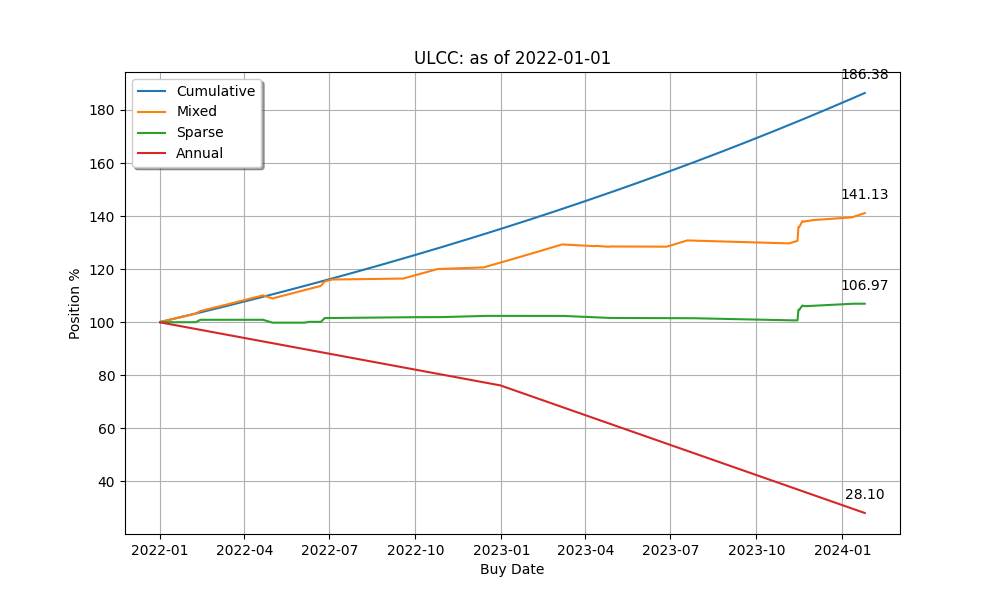 ULCC: as of 2022-01-01
Cumulative
Mixed
Sparse
Annual
186.38
141.13
106.97
28.10
Position %
180
160
140
120
100
80
60
40
2022-01 2022-04 2022-07 2022-10 2023-01 2023-04 2023-07 2023-10 2024-01
Buy Date